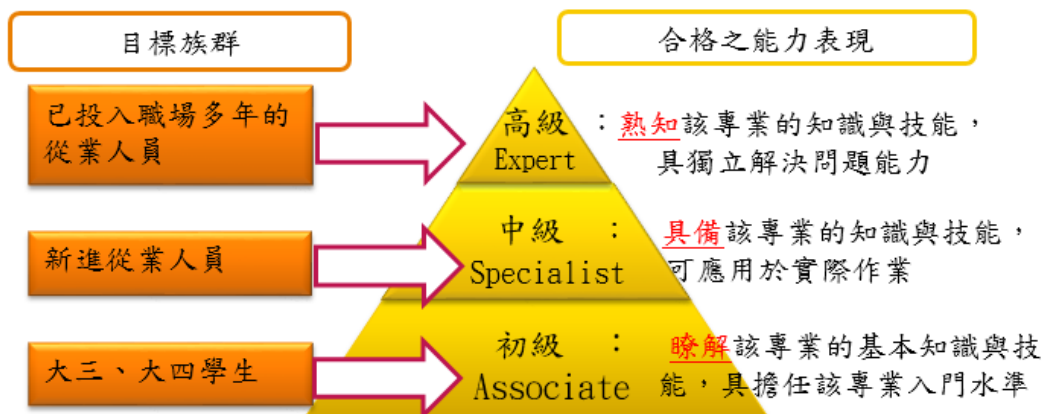 目標族群
合格之能力表現
已投入職場多年的
從業人員
高級 ：熟知該專業的知識與技能，
Expert 具獨立解決問題能力
新進從業人員
中級 ： 具備該專業的知識與技能，
Specialist 可應用於實際作業
大三、大四學生
初級 ： 瞭解該專業的基本知識與技
Associate 能，具擔任該專業入門水準